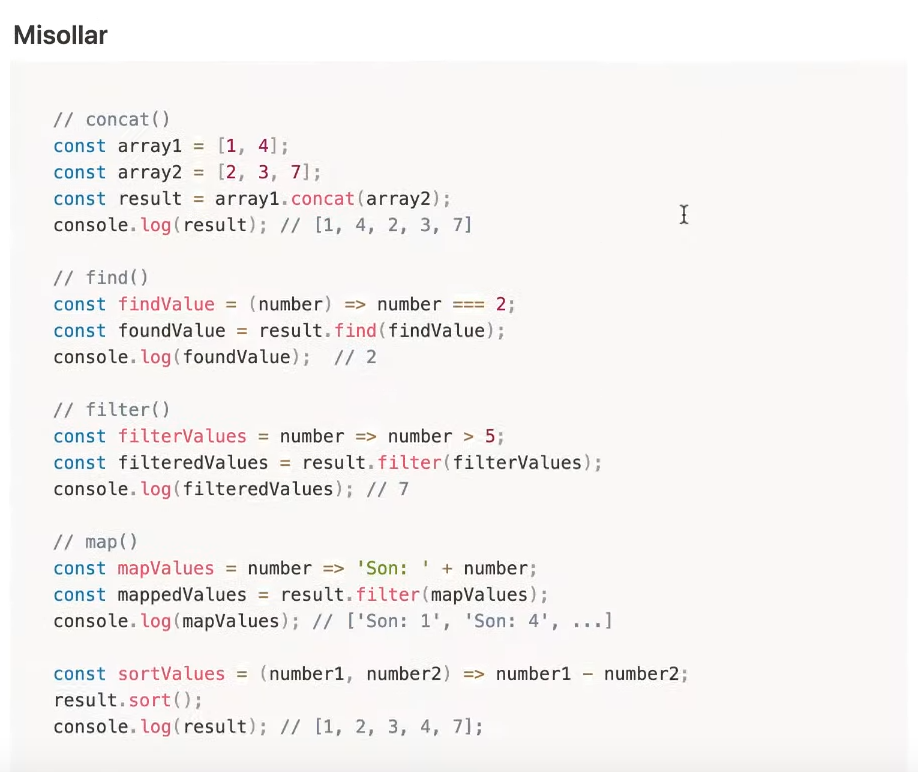 Misollar
// concat()
const array1 = [1, 4];
const array2 = [2, 3, 7];
const result = array1.concat(array2);
console.log(result); // [1, 4, 2, 3, 7]
// find()
const findValue = (number) => number === 2;
const foundValue = result.find(findValue);
console.log(foundValue);  // 2
// filter()
const filterValues = number => number > 5;
const filteredValues = result.filter(filterValues);
console.log(filteredValues); // 7
// map()
const mapValues = number => 'Son: ' + number;
const mappedValues = result.filter(mapValues);
console.log(mapValues); // ['Son: 1', 'Son: 4', ...]
const sortValues = (number1, number2) => number1 - number2;
result.sort();
console.log(result); // [1, 2, 3, 4, 7];